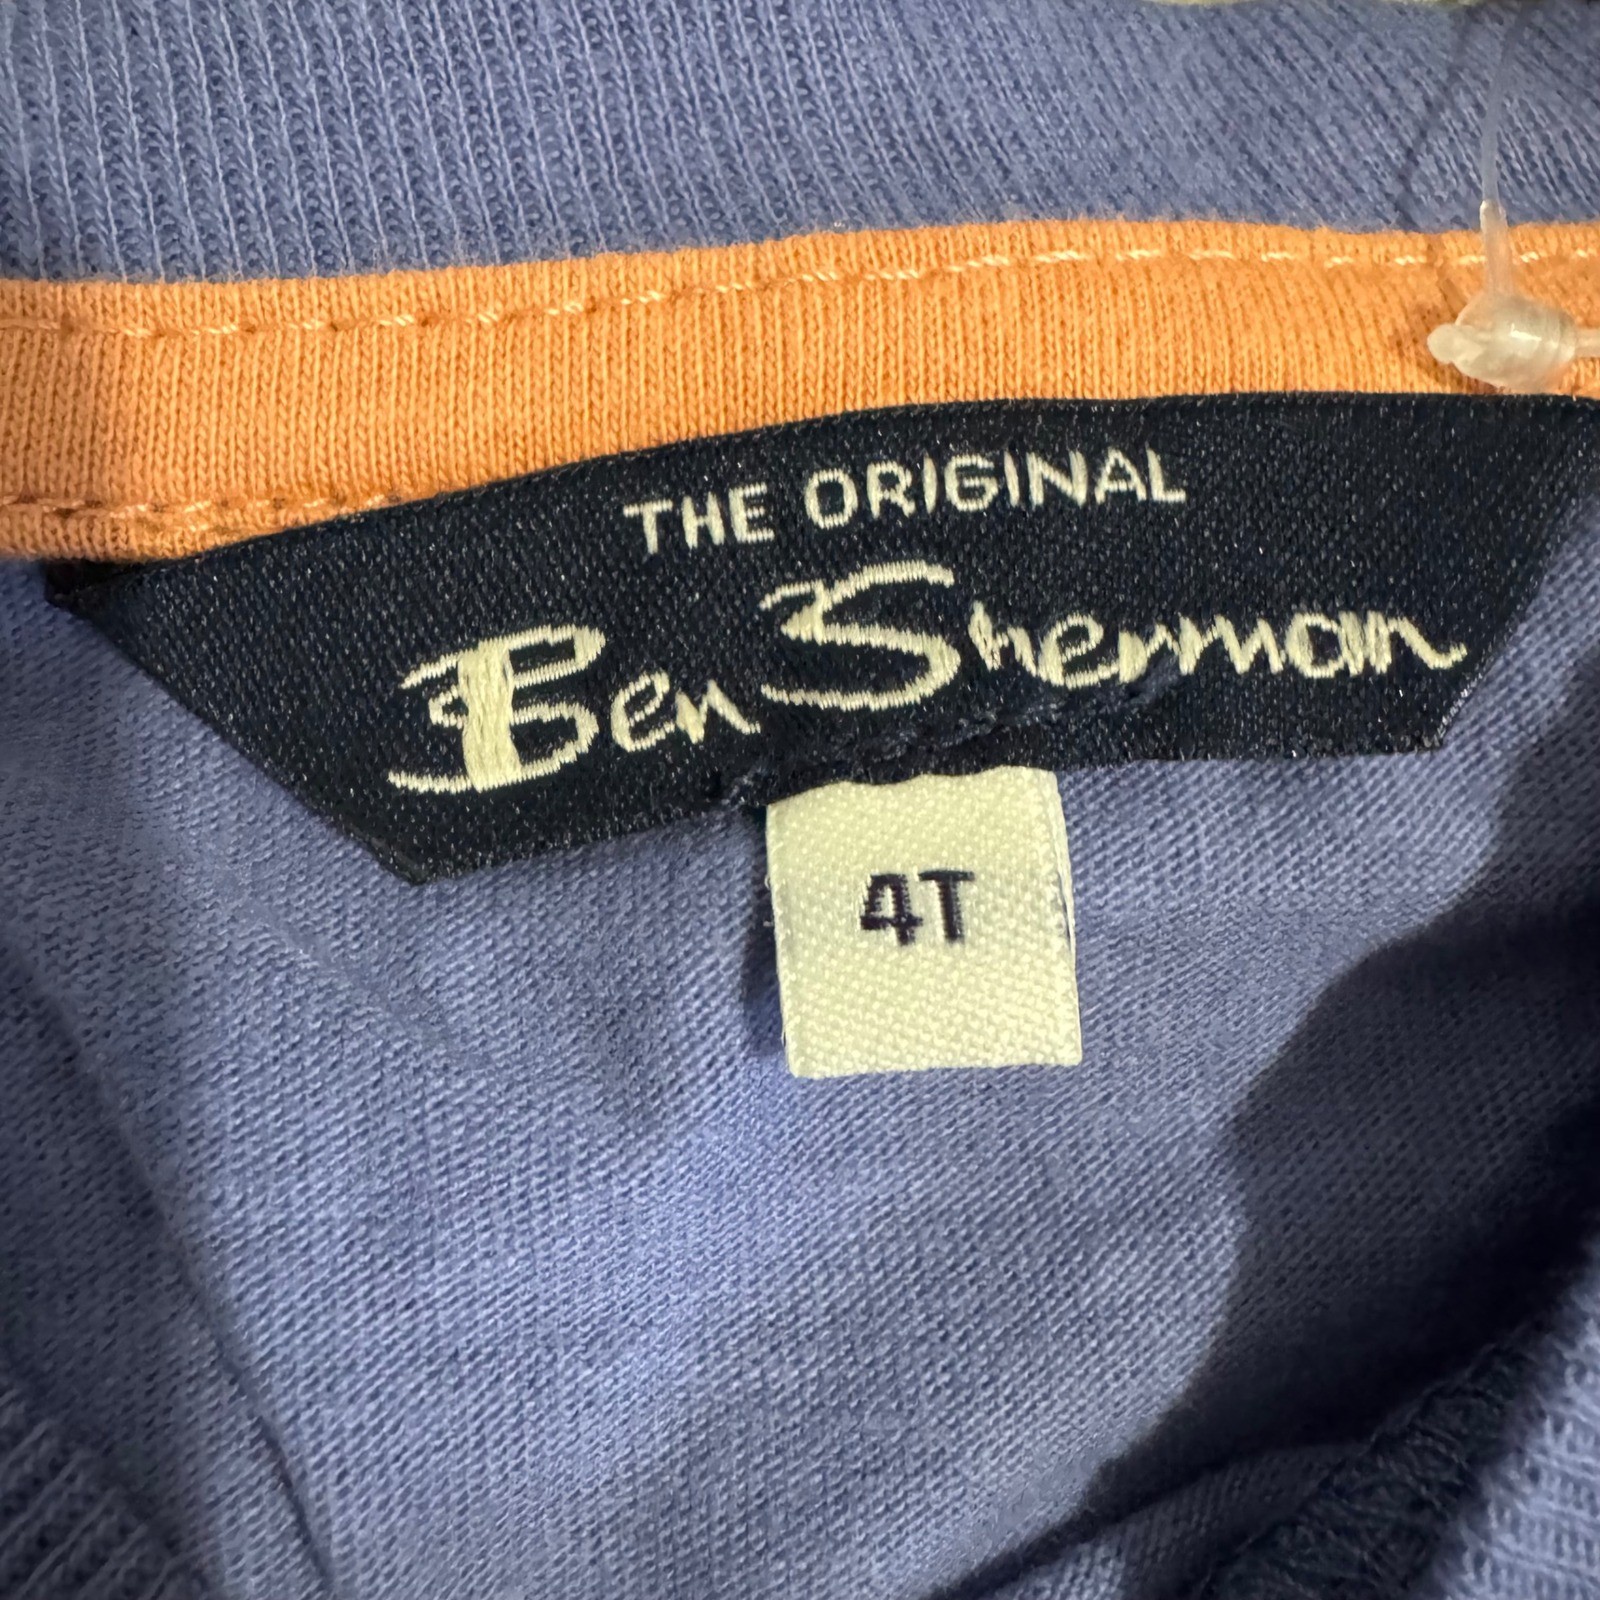 THE ORIGINAL
Ben Sherman
4T